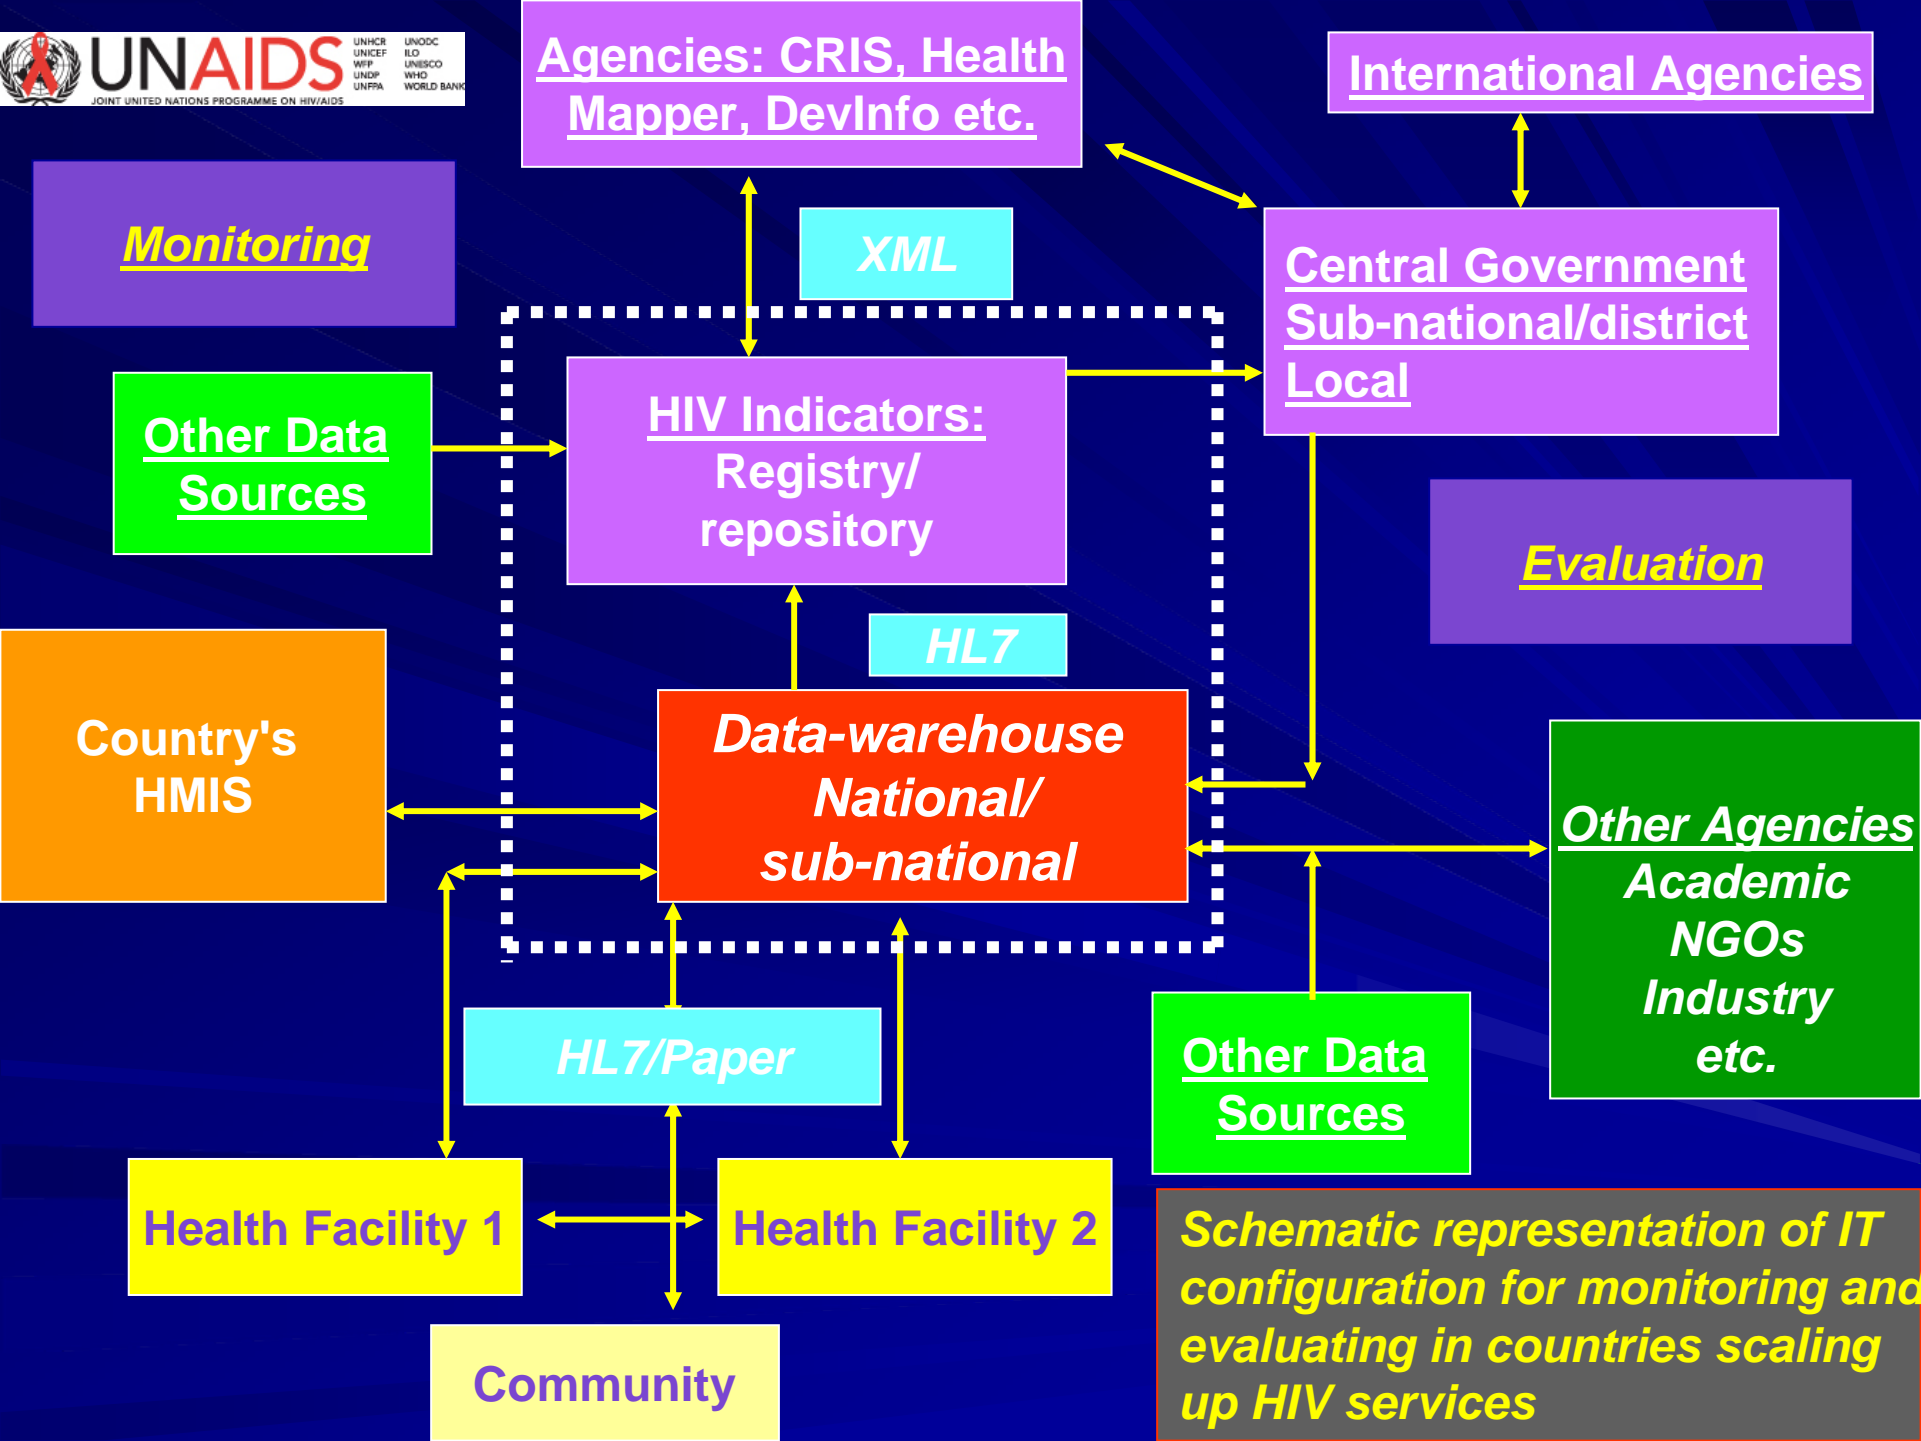 UNAIDS
JOINT UNITED NATIONS PROGRAMME ON HIV/AIDS
UNHCR
UNICEF
WFP
UNDP
UNFPA
UNODC
ILO
UNESCO
WHO
WORLD BANK
Agencies: CRIS, Health
Mapper, DevInfo etc.
International Agencies
Monitoring
XML
Central Government
Sub-national/district
Local
Other Data
Sources
HIV Indicators:
Registry/
repository
Evaluation
HL7
Country's
HMIS
Data-warehouse
National/
sub-national
Other Agencies
Academic
NGOs
Industry
etc.
HL7/Paper
Other Data
Sources
Health Facility 1
Health Facility 2
Community
Schematic representation of IT
configuration for monitoring and
evaluating in countries scaling
up HIV services